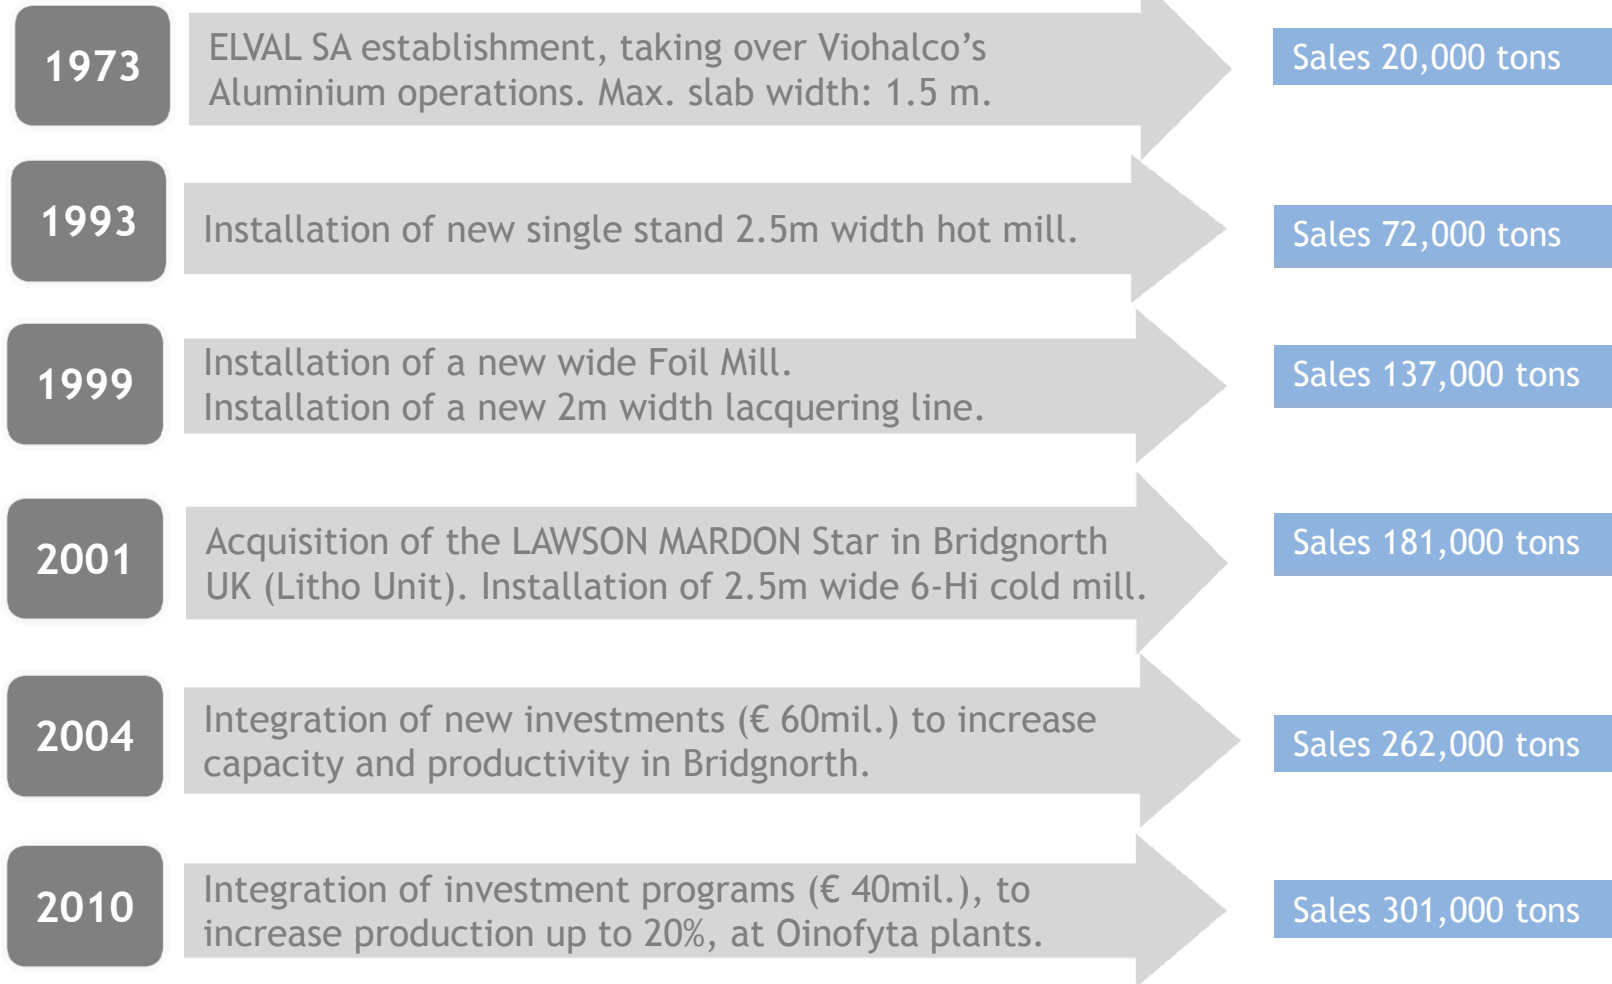 1973
ELVAL SA establishment, taking over Viohalco’s
Aluminium operations. Max. slab width: 1.5 m.
Sales 20,000 tons
1993
Installation of new single stand 2.5m width hot mill.
Sales 72,000 tons
1999
Installation of a new wide Foil Mill.
Installation of a new 2m width lacquering line.
Sales 137,000 tons
2001
Acquisition of the LAWSON MARDON Star in Bridgnorth
UK (Litho Unit). Installation of 2.5m wide 6-Hi cold mill.
Sales 181,000 tons
2004
Integration of new investments (€ 60mil.) to increase
capacity and productivity in Bridgnorth.
Sales 262,000 tons
2010
Integration of investment programs (€ 40mil.), to
increase production up to 20%, at Oinofyta plants.
Sales 301,000 tons